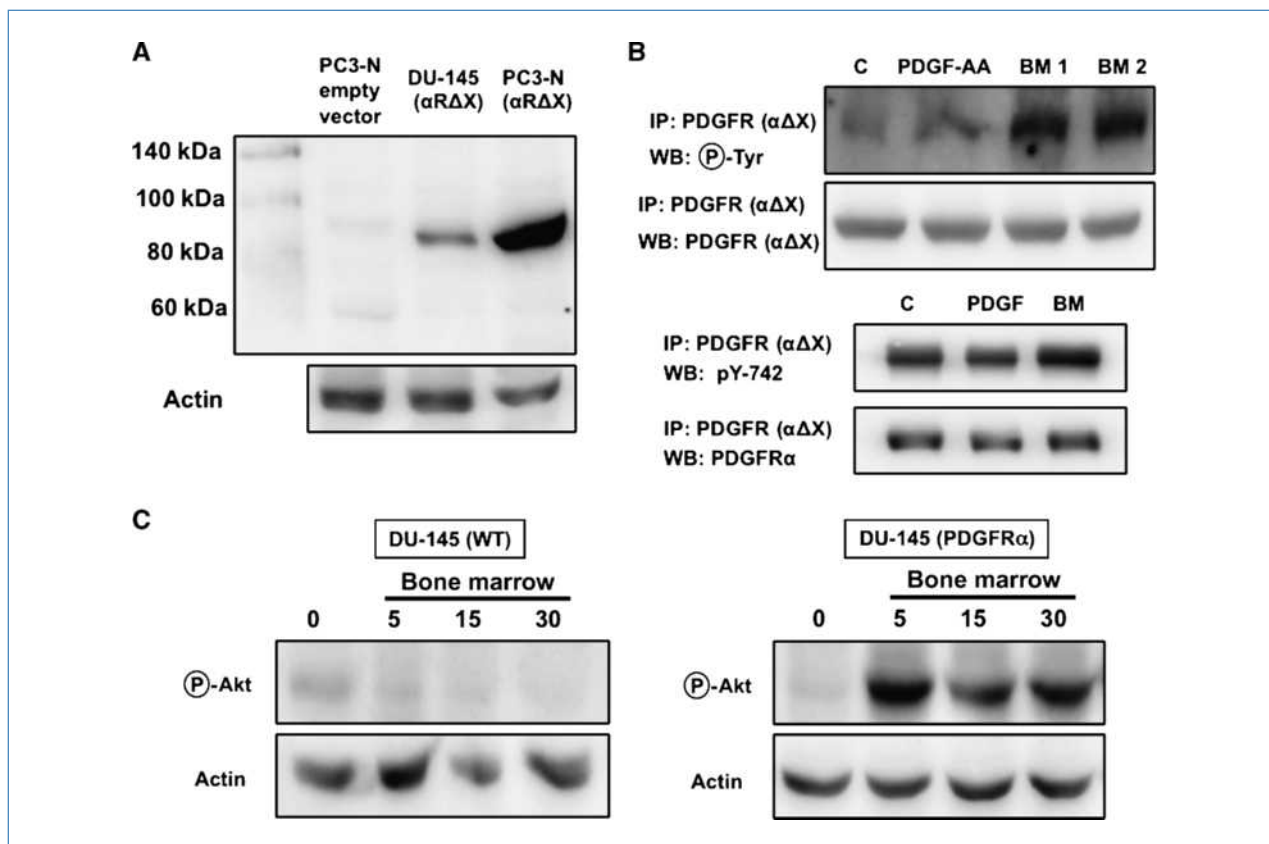 A
PC3-N
empty
vector
DU-145
(αRΔX)
PC3-N
(αRΔX)
140 kDa
100 kDa
80 kDa
60 kDa
Actin
B
C PDGF-AA BM 1 BM 2
IP: PDGFR (αΔX)
WB: Ⓟ-Tyr
IP: PDGFR (αΔX)
WB: PDGFR (αΔX)
C PDGF BM
IP: PDGFR (αΔX)
WB: pY-742
IP: PDGFR (αΔX)
WB: PDGFRα
C
DU-145 (WT)
Bone marrow
0 5 15 30
Ⓟ-Akt
Actin
DU-145 (PDGFRα)
Bone marrow
0 5 15 30
Ⓟ-Akt
Actin